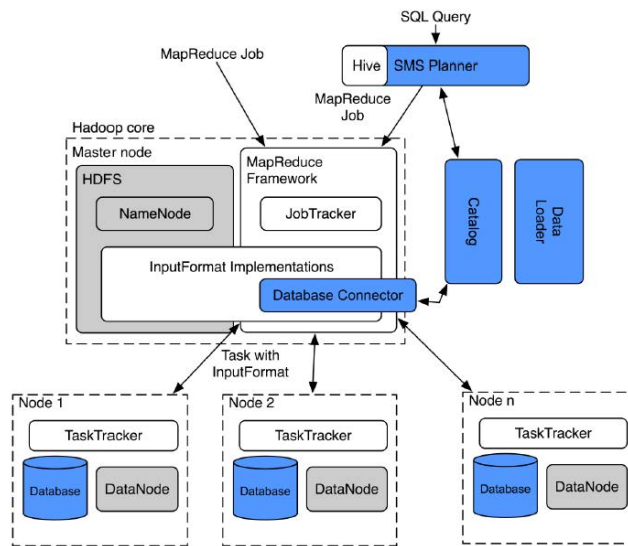 SQL Query
MapReduce Job
Hive
SMS Planner
MapReduce
Job
Hadoop core
Master node
HDFS
MapReduce
Framework
NameNode
JobTracker
Catalog
Data
Loader
InputFormat Implementations
Database Connector
Task with
InputFormat
Node 1
TaskTracker
Database
DataNode
Node 2
TaskTracker
Database
DataNode
Node n
TaskTracker
Database
DataNode